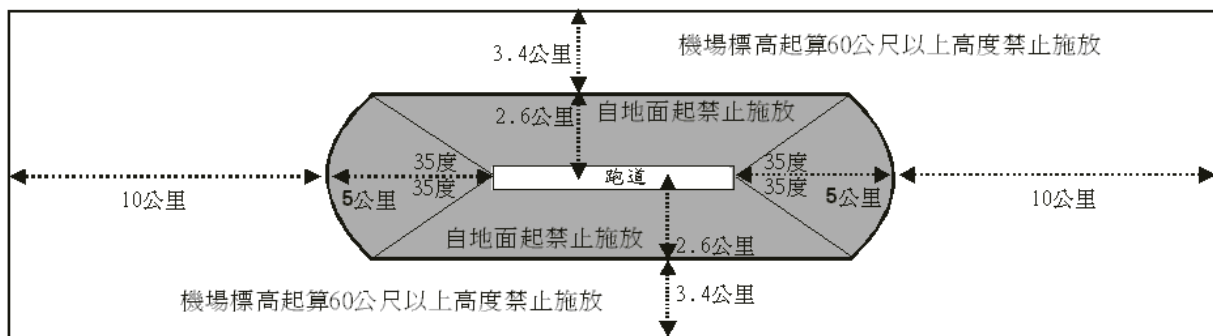 機場標高起算60公尺以上高度禁止施放
3.4公里
2.6公里
自地面起禁止施放
35度
35度
跑道
35度
35度
10公里
5公里
5公里
10公里
自地面起禁止施放
2.6公里
機場標高起算60公尺以上高度禁止施放
3.4公里